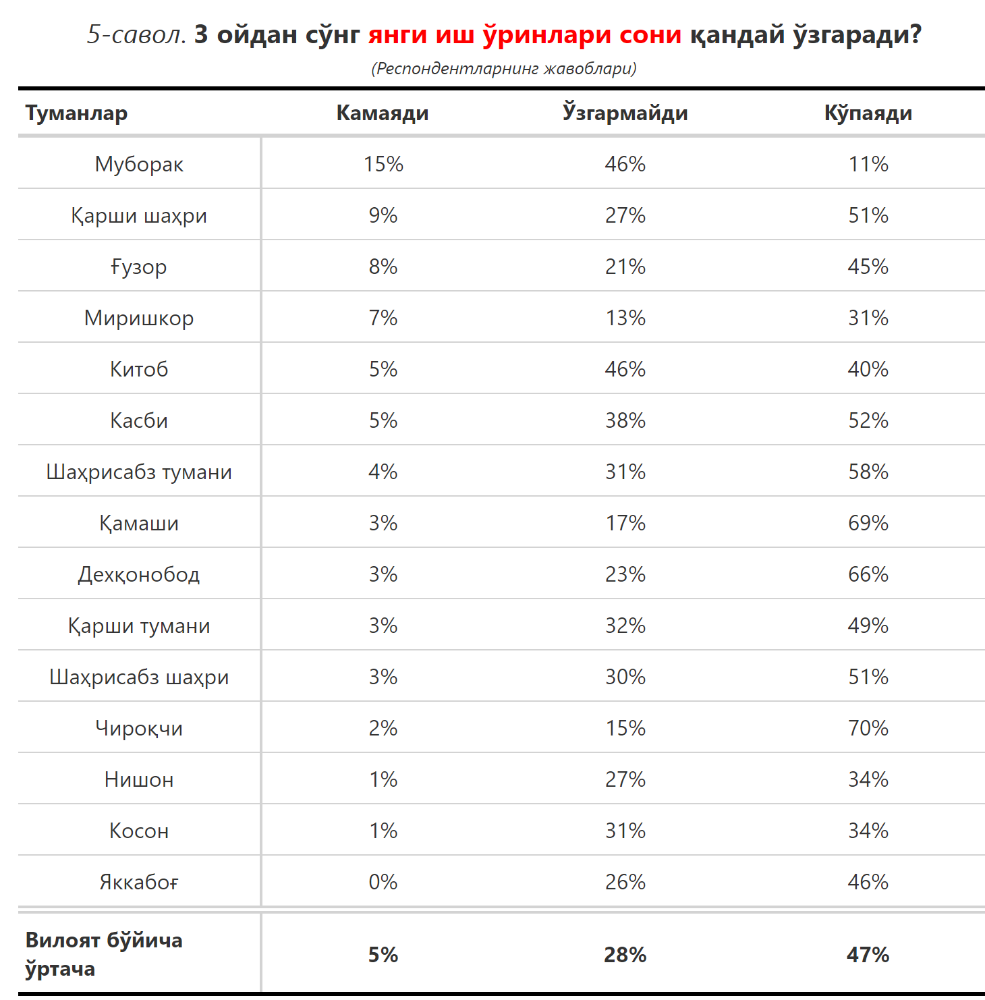 5-савол. 3 ойдан сўнг янги иш ўринлари сони қандай ўзгаради?
(Респондентларнинг жавоблари)
Туманлар Камаяди Ўзгармайди Кўпаяди
Муборак 15% 46% 11%
Қарши шаҳри 9% 27% 51%
Ғузор 8% 21% 45%
Миришкор 7% 13% 31%
Китоб 5% 46% 40%
Касби 5% 38% 52%
Шаҳрисабз тумани 4% 31% 58%
Қамаши 3% 17% 69%
Дехқонобод 3% 23% 66%
Қарши тумани 3% 32% 49%
Шаҳрисабз шаҳри 3% 30% 51%
Чироқчи 2% 15% 70%
Нишон 1% 27% 34%
Косон 1% 31% 34%
Яккабоғ 0% 26% 46%
Вилоят бўйича
ўртача 5% 28% 47%